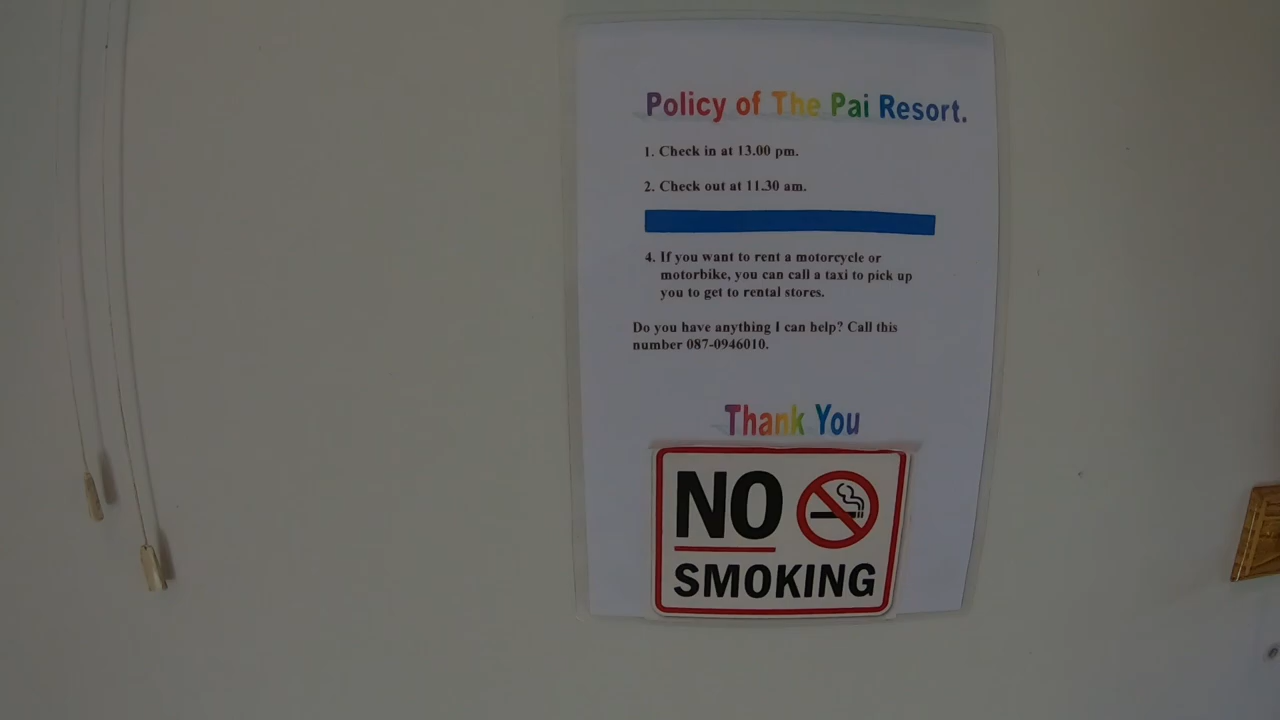 Policy of The Pai Resort.
1. Check in at 13.00 pm.
2. Check out at 11.30 am.
4. If you want to rent a motorcycle or
motorbike, you can call a taxi to pick up
you to get to rental stores.
Do you have anything I can help? Call this
number 087-0946010.
Thank You
NO
SMOKING